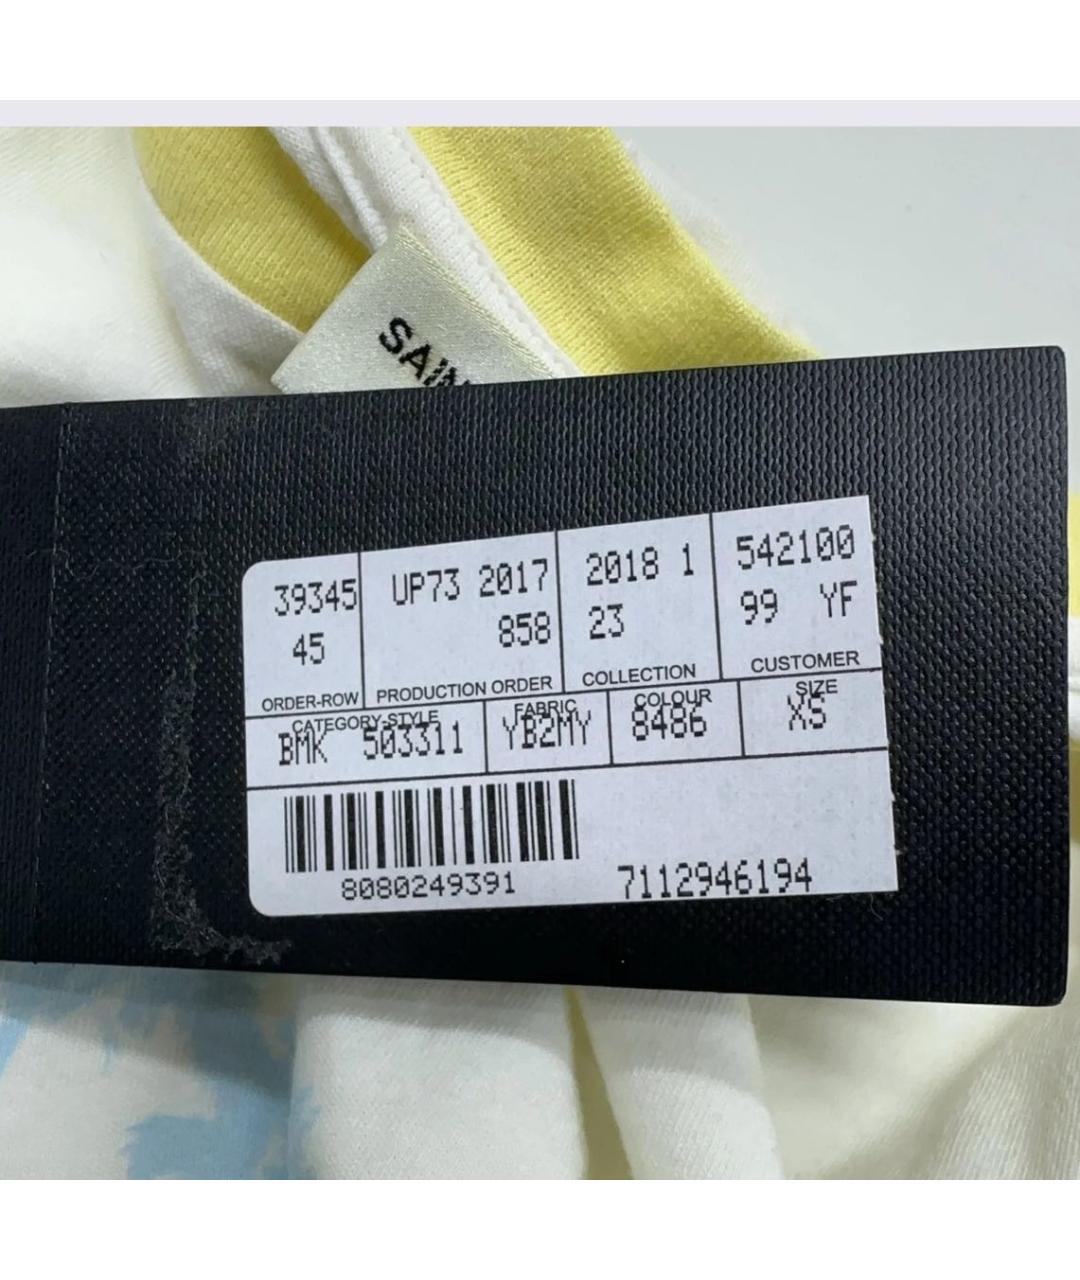 SAIN
39345 UP73 2017 2018 1 542100
45 858 23 99 YF
ORDER-ROW PRODUCTION ORDER COLLECTION CUSTOMER
CATEGORY-STYLE FABRIC COLOUR SIZE
BMK 503311 YB2MY 8486 XS
8080249391 7112946194